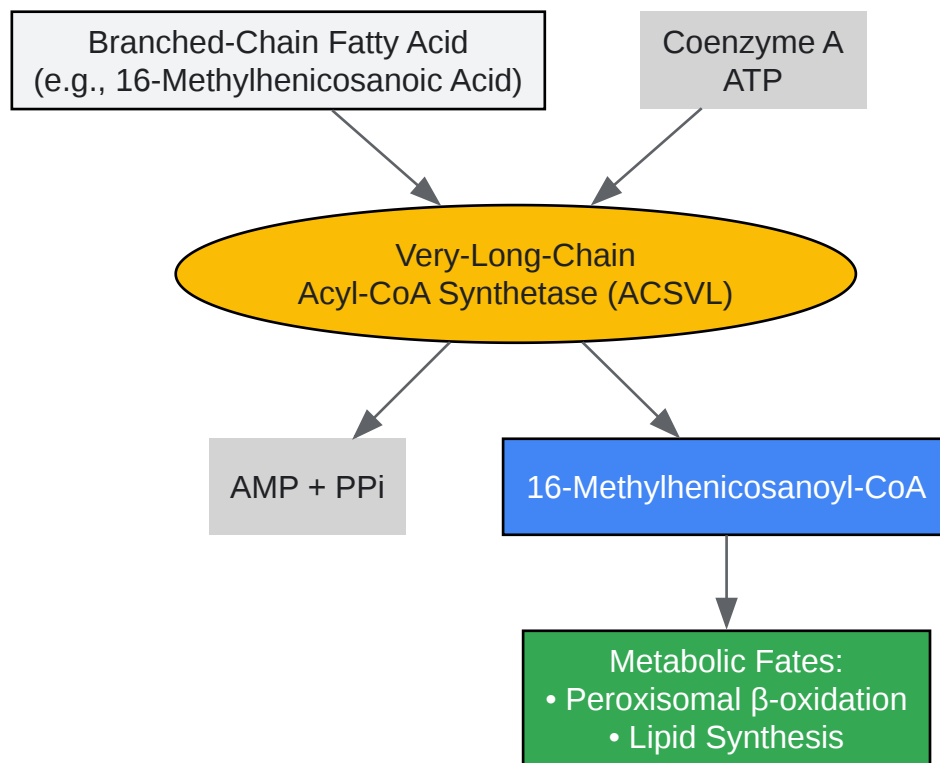 Branched-Chain Fatty Acid
(e.g., 16-Methylhenicosanoic Acid)
Coenzyme A
ATP
Very-Long-Chain
Acyl-CoA Synthetase (ACSVL)
AMP + PPi
16-Methylhenicosanoyl-CoA
Metabolic Fates:
• Peroxisomal β-oxidation
• Lipid Synthesis